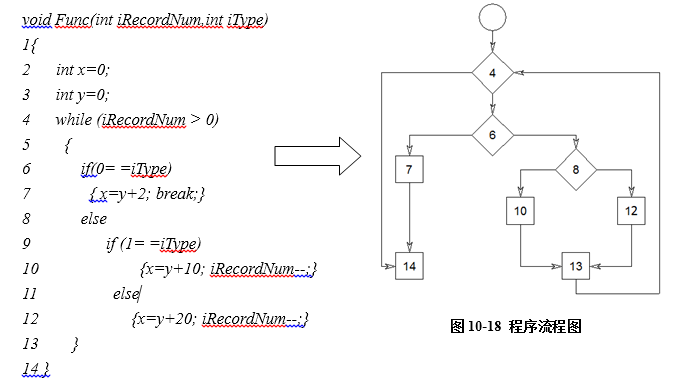 void Func(int iRecordNum,int iType)
1{
2 int x=0;
3 int y=0;
4 while (iRecordNum > 0)
5 {
6 if(0= =iType)
7 { x=y+2; break;}
8 else
9 if (1= =iType)
10 {x=y+10; iRecordNum--;}
11 else
12 {x=y+20; iRecordNum--;}
13 }
14 }
4
6
7
8
10
12
14
13
图 10-18 程序流程图